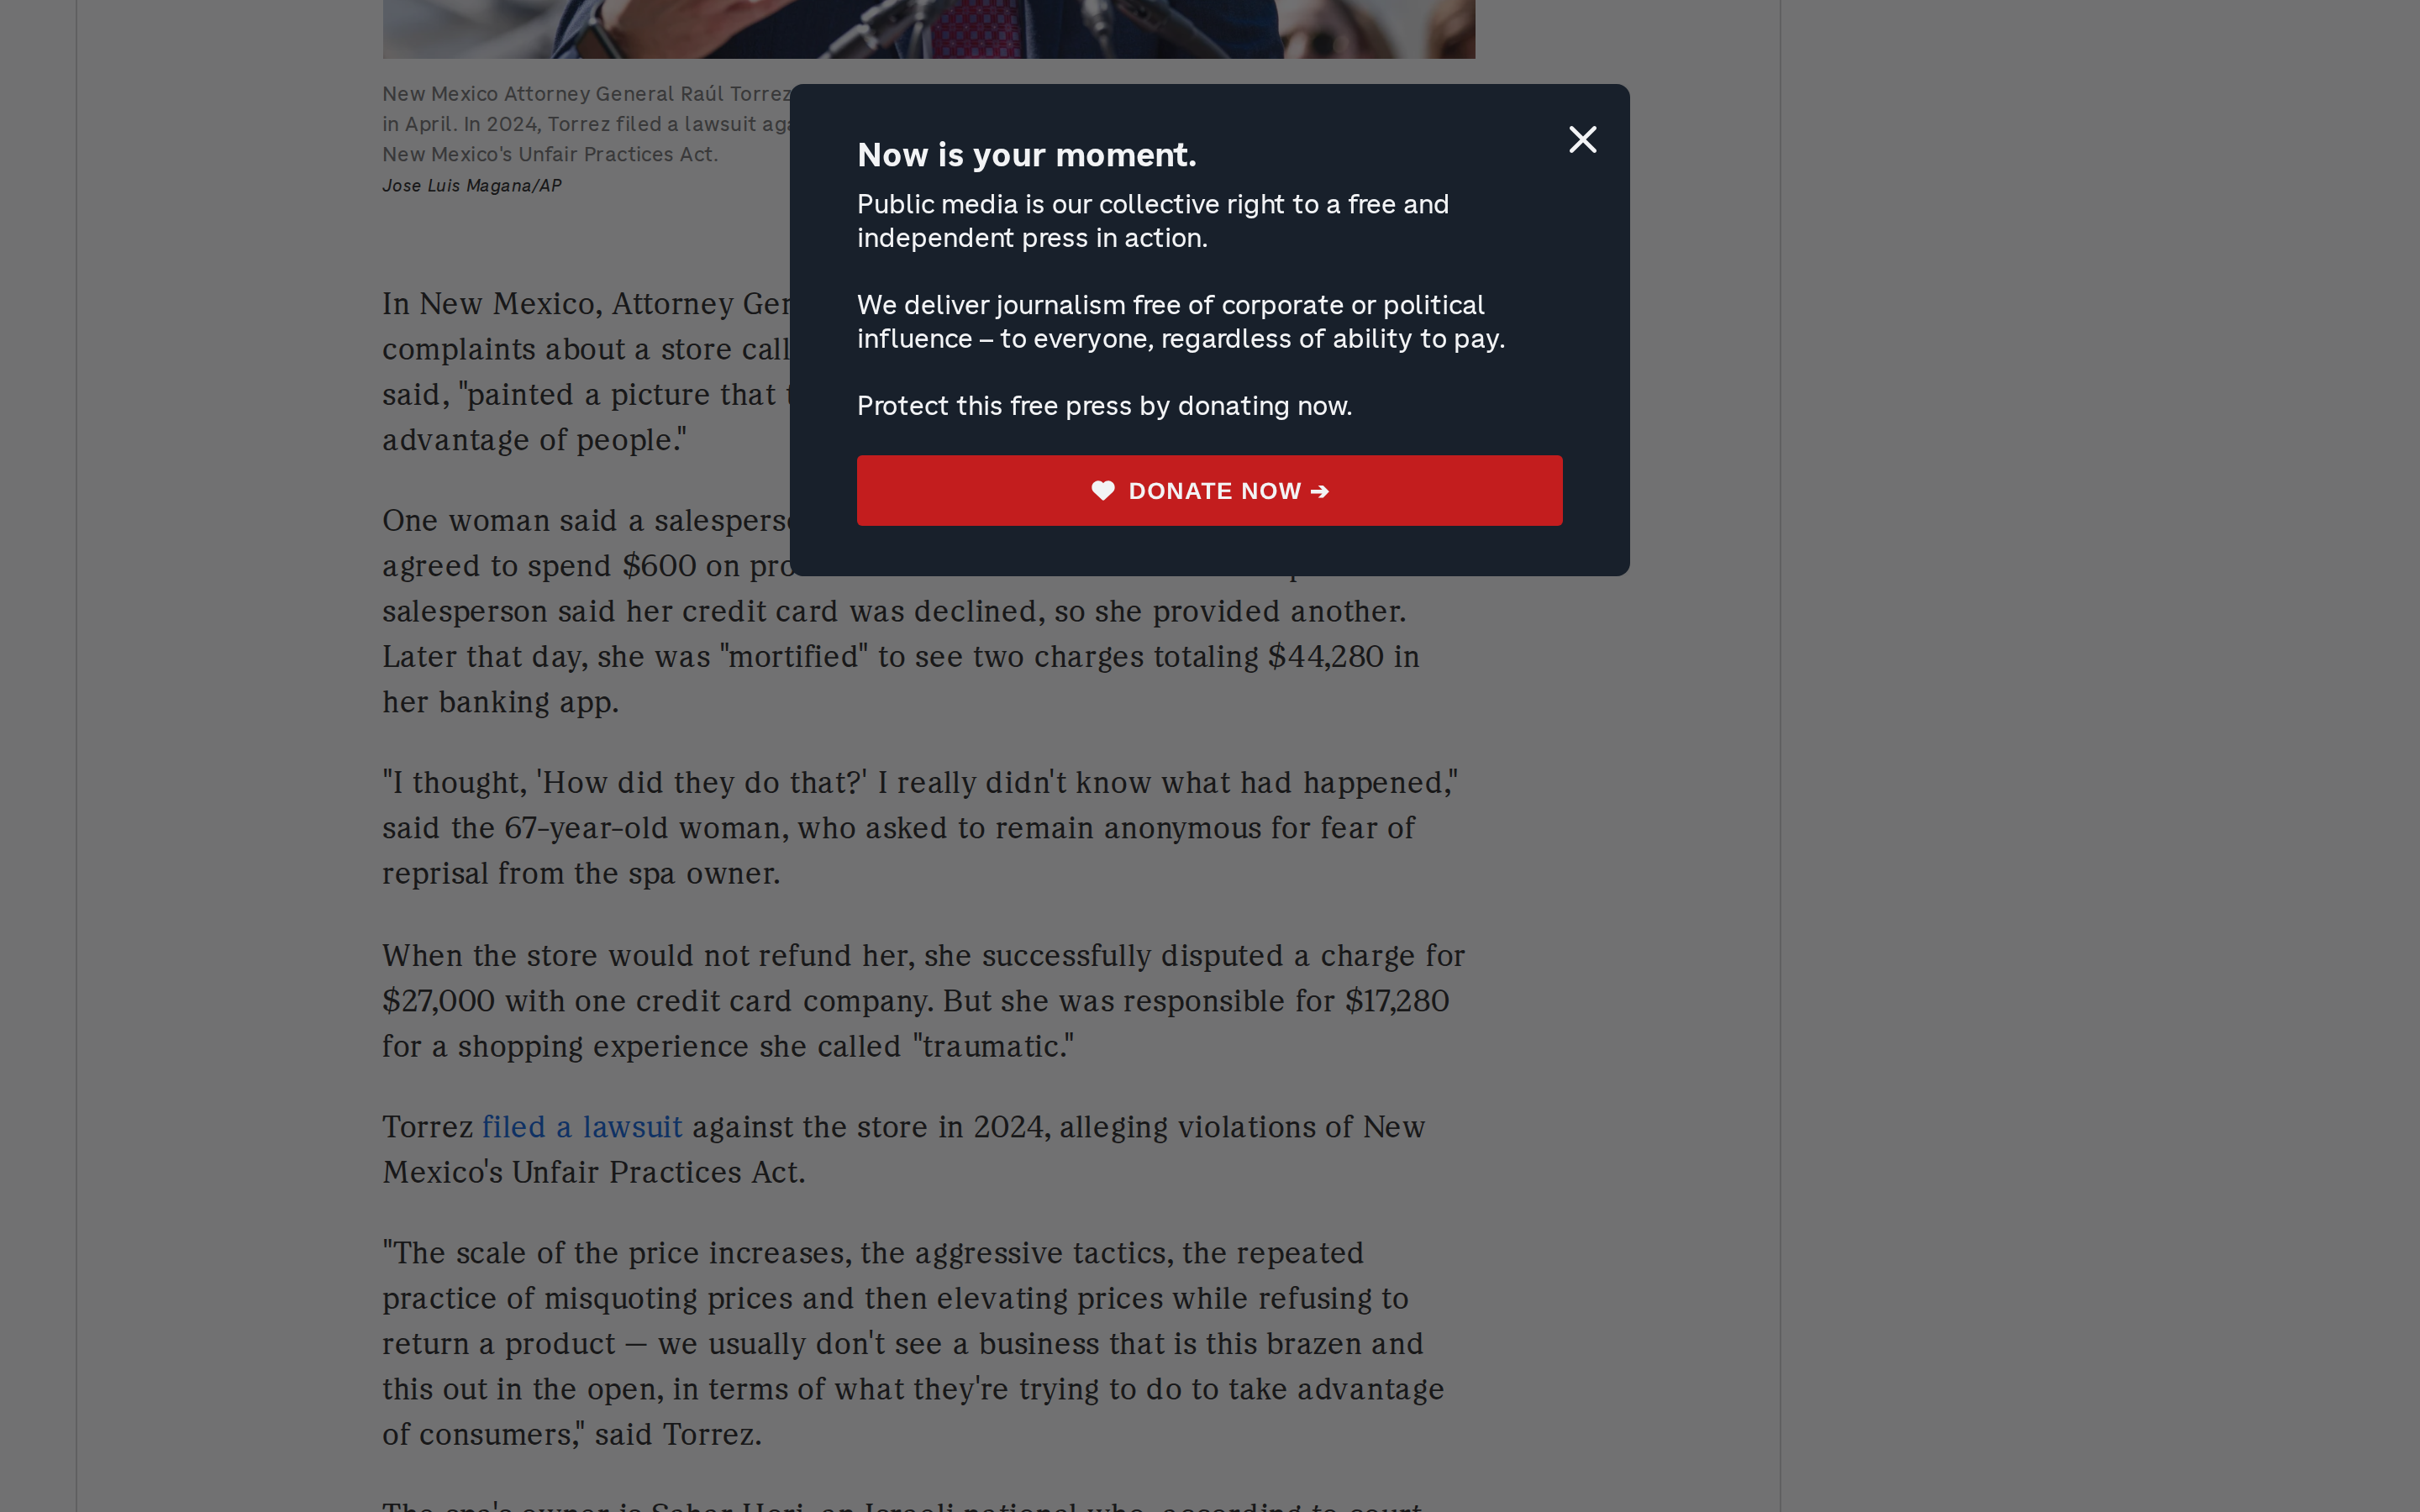 New Mexico Attorney General Raúl Torrez
in April. In 2024, Torrez filed a lawsuit
New Mexico's Unfair Practices Act.
Jose Luis Magana/AP
Now is your moment.
Public media is our collective right to a free and
independent press in action.
We deliver journalism free of corporate or political
influence – to everyone, regardless of ability to pay.
Protect this free press by donating now.
DONATE NOW ➔
In New Mexico, Attorney
complaints about a store
said, "painted a picture that
advantage of people."
One woman said a
agreed to spend $600 on
salesperson said her credit card was declined, so she provided another.
Later that day, she was "mortified" to see two charges totaling $44,280 in
her banking app.
"I thought, 'How did they do that?' I really didn't know what had happened,"
said the 67-year-old woman, who asked to remain anonymous for fear of
reprisal from the spa owner.
When the store would not refund her, she successfully disputed a charge for
$27,000 with one credit card company. But she was responsible for $17,280
for a shopping experience she called "traumatic."
Torrez filed a lawsuit against the store in 2024, alleging violations of New
Mexico's Unfair Practices Act.
"The scale of the price increases, the aggressive tactics, the repeated
practice of misquoting prices and then elevating prices while refusing to
return a product — we usually don't see a business that is this brazen and
this out in the open, in terms of what they're trying to do to take advantage
of consumers," said Torrez.